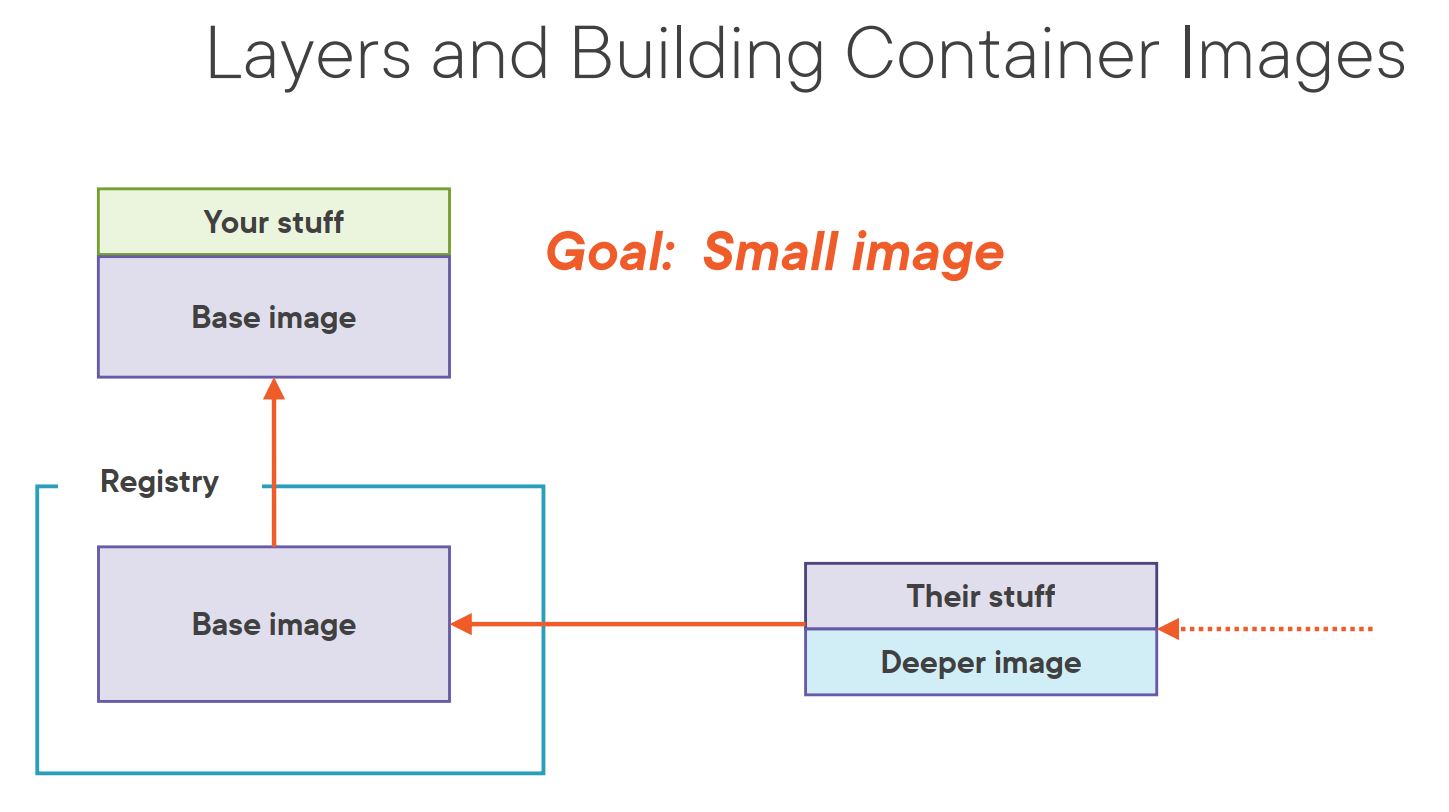 Layers and Building Container Images
Your stuff
Goal: Small image
Base image
Registry
Base image
Their stuff
Deeper image